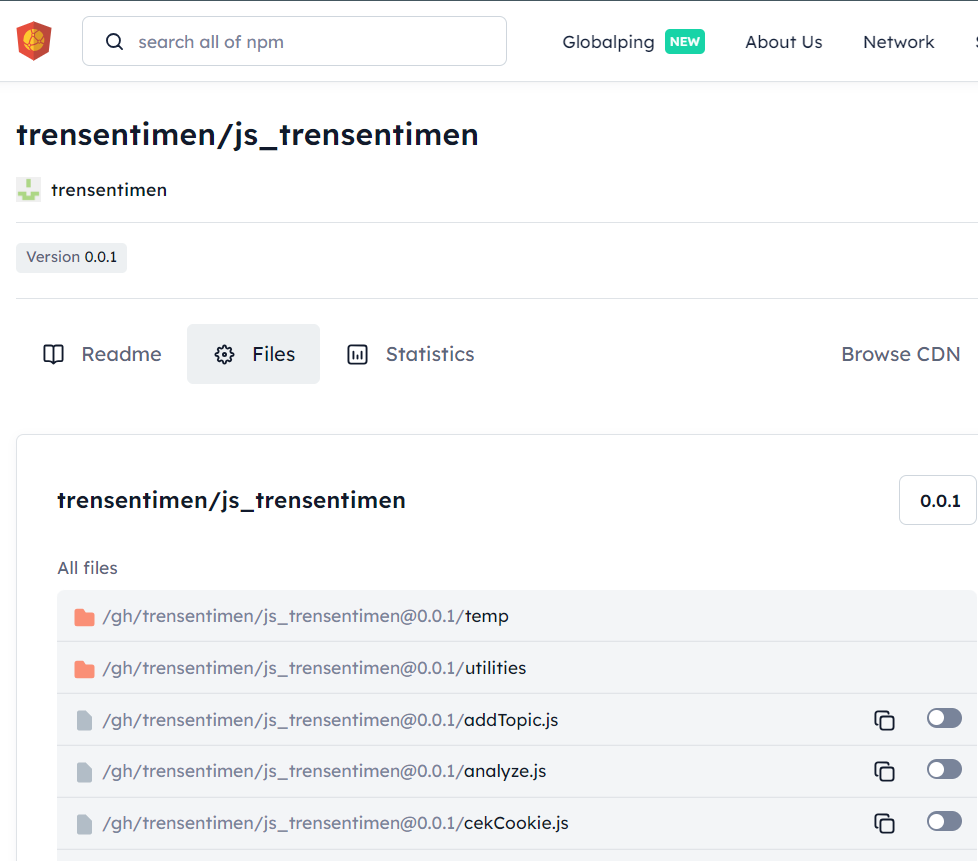 search all of npm
Globalping NEW About Us Network
trensentimen/js_trensentimen
trensentimen
Version 0.0.1
Readme Files Statistics Browse CDN
trensentimen/js_trensentimen 0.0.1
All files
/gh/trensentimen/js_trensentimen@0.0.1/temp
/gh/trensentimen/js_trensentimen@0.0.1/utilities
/gh/trensentimen/js_trensentimen@0.0.1/addTopic.js
/gh/trensentimen/js_trensentimen@0.0.1/analyze.js
/gh/trensentimen/js_trensentimen@0.0.1/cekCookie.js